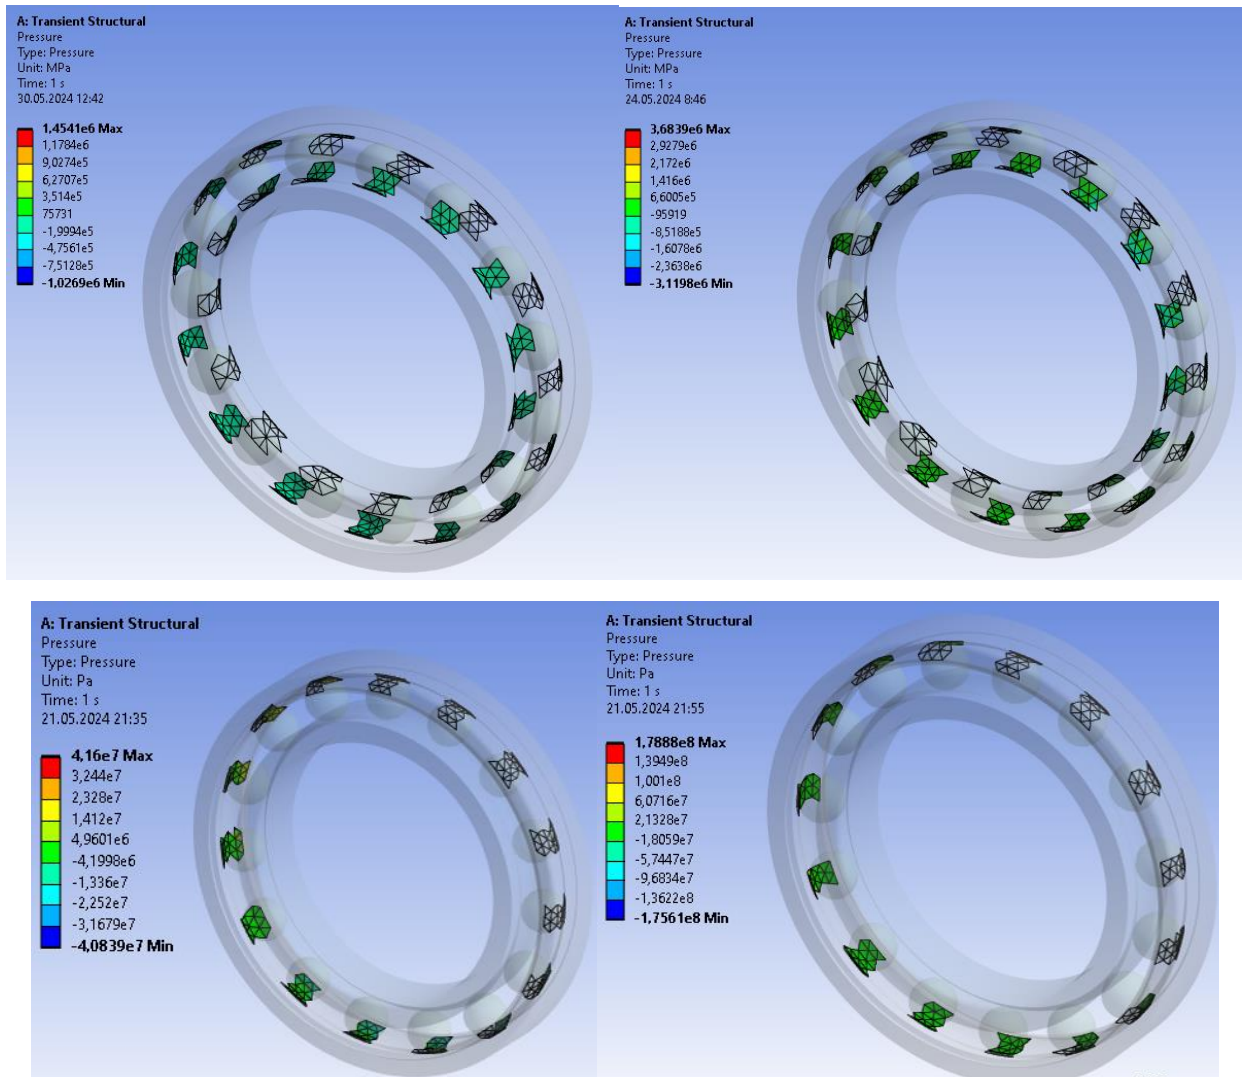 A: Transient Structural
Pressure
Type: Pressure
Unit: MPa
Time: 1 s
30.05.2024 12:42
1,4541e6 Max
1,1784e6
9,0274e5
6,2707e5
3,514e5
75731
-1,9994e5
-4,7561e5
-7,5128e5
-1,0269e6 Min
A: Transient Structural
Pressure
Type: Pressure
Unit: MPa
Time: 1 s
24.05.2024 8:46
3,6839e6 Max
2,9279e6
2,172e6
1,416e6
6,6005e5
-95919
-8,5188e5
-1,6078e6
-2,3638e6
-3,1198e6 Min
A: Transient Structural
Pressure
Type: Pressure
Unit: Pa
Time: 1 s
21.05.2024 21:35
4,16e7 Max
3,244e7
2,328e7
1,412e7
4,9601e6
-4,1998e6
-1,336e7
-2,252e7
-3,1679e7
-4,0839e7 Min
A: Transient Structural
Pressure
Type: Pressure
Unit: Pa
Time: 1 s
21.05.2024 21:55
1,7888e8 Max
1,3949e8
1,001e8
6,0716e7
2,1328e7
-1,8059e7
-5,7447e7
-9,6834e7
-1,3622e8
-1,7561e8 Min